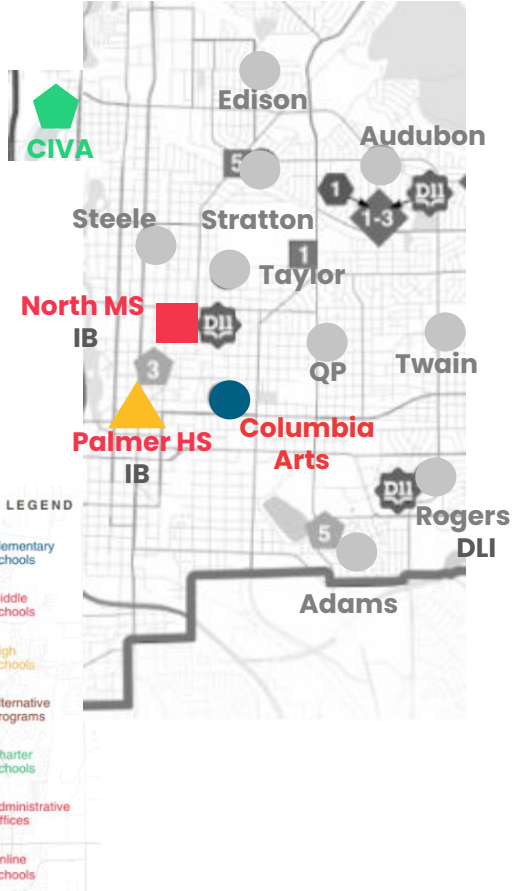 Edison
Audubon
5
CIVA
1
D11
1-3
Steele
Stratton
1
Taylor
North MS
IB
D11
QP
Twain
3
Columbia
Arts
Palmer HS
IB
D11
LEGEND
Rogers
DLI
5
Adams
lementary
chools
iddle
chools
igh
chools
lternative
rograms
harter
chools
dministrative
ffices
nline
chools